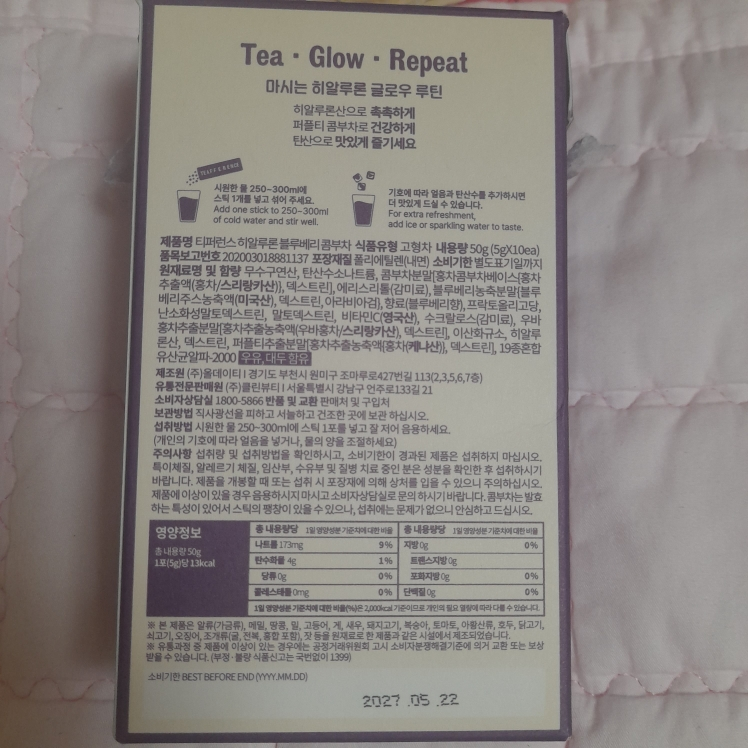 Tea · Glow · Repeat
마시는 히알루론 글로우 루틴
히알루론산으로 촉촉하게
퍼플티 콤부차로 건강하게
탄산으로 맛있게 즐기세요
TEAFFERENCE
시원한 물 250~300ml에
스틱 1개를 넣고 섞어 주세요.
Add one stick to 250~300ml
of cold water and stir well.
기호에 따라 얼음과 탄산수를 추가하시면
더 맛있게 드실 수 있습니다.
For extra refreshment,
add ice or sparkling water to taste.
제품명 티퍼런스 히알루론 블루베리 콤부차 식품유형 고형차 내용량 50g (5gX10ea)
품목보고번호 202003018881137 포장재질 폴리에틸렌(내면) 소비기한 별도표기일까지
원재료명 및 함량 무수구연산, 탄산수소나트륨, 콤부차분말[홍차콤부차베이스{홍차
추출액(홍차/스리랑카산)}, 덱스트린], 에리스리톨(감미료), 블루베리농축분말[블루
베리주스농축액(미국산), 덱스트린, 아라비아검], 향료(블루베리향), 프락토올리고당,
난소화성말토덱스트린, 말토덱스트린, 비타민C(영국산), 수크랄로스(감미료), 우바
홍차추출분말[홍차추출농축액(우바홍차/스리랑카산), 덱스트린], 이산화규소, 히알루
론산, 덱스트린, 퍼플티추출분말[홍차추출농축액{홍차(케냐산)}, 덱스트린], 19종혼합
유산균알파-2000 우유, 대두 함유
제조원 (주)올데이티 I 경기도 부천시 원미구 조마루로427번길 113(2,3,5,6,7층)
유통전문판매원 (주)클린뷰티 I 서울특별시 강남구 언주로133길 21
소비자상담실 1800-5866 반품 및 교환 판매처 및 구입처
보관방법 직사광선을 피하고 서늘하고 건조한 곳에 보관 하십시오.
섭취방법 시원한 물 250~300ml에 스틱 1포를 넣고 잘 저어 음용하세요.
(개인의 기호에 따라 얼음을 넣거나, 물의 양을 조절하세요)
주의사항 섭취량 및 섭취방법을 확인하시고, 소비기한이 경과된 제품은 섭취하지 마십시오.
특이체질, 알레르기 체질, 임산부, 수유부 및 질병 치료 중인 분은 성분을 확인한 후 섭취하시기
바랍니다. 제품을 개봉할 때 또는 섭취 시 포장재에 의해 상처를 입을 수 있으니 주의하십시오.
제품에 이상이 있을 경우 음용하시지 마시고 소비자상담실로 문의 하시기 바랍니다. 콤부차는 발효
하는 특성이 있어서 스틱의 팽창이 있을 수 있으나, 섭취에는 문제가 없으니 안심하고 드십시오.
영양정보
총 내용량 50g
1포(5g)당 13kcal
총 내용량당 1일 영양성분 기준치에 대한 비율 총 내용량당 1일 영양성분 기준치에 대한 비율
나트륨 173mg 9% 지방 0g 0%
탄수화물 4g 1% 트랜스지방 0g
당류 0g 0% 포화지방 0g 0%
콜레스테롤 0mg 0% 단백질 0g 0%
1일 영양성분 기준치에 대한 비율(%)은 2,000kcal 기준이므로 개인의 필요 열량에 따라 다를 수 있습니다.
※ 본 제품은 알류(가금류), 메밀, 땅콩, 밀, 고등어, 게, 새우, 돼지고기, 복숭아, 토마토, 아황산류, 호두, 닭고기,
쇠고기, 오징어, 조개류(굴, 전복, 홍합 포함), 잣 등을 원재료로 한 제품과 같은 시설에서 제조되었습니다.
※ 유통과정 중 제품에 이상이 있는 경우에는 공정거래위원회 고시 소비자분쟁해결기준에 의거 교환 또는 보상
받을 수 있습니다. (부정·불량 식품신고는 국번없이 1399)
소비기한 BEST BEFORE END (YYYY.MM.DD)
2027 .05 .22